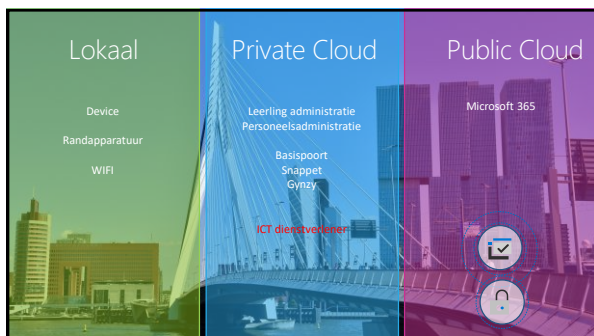 Lokaal
Device
Randapparatuur
WIFI
Private Cloud
Leerling administratie
Personeelsadministratie
Basispoort
Snappet
Gynzy
ICT dienstverlener
Public Cloud
Microsoft 365